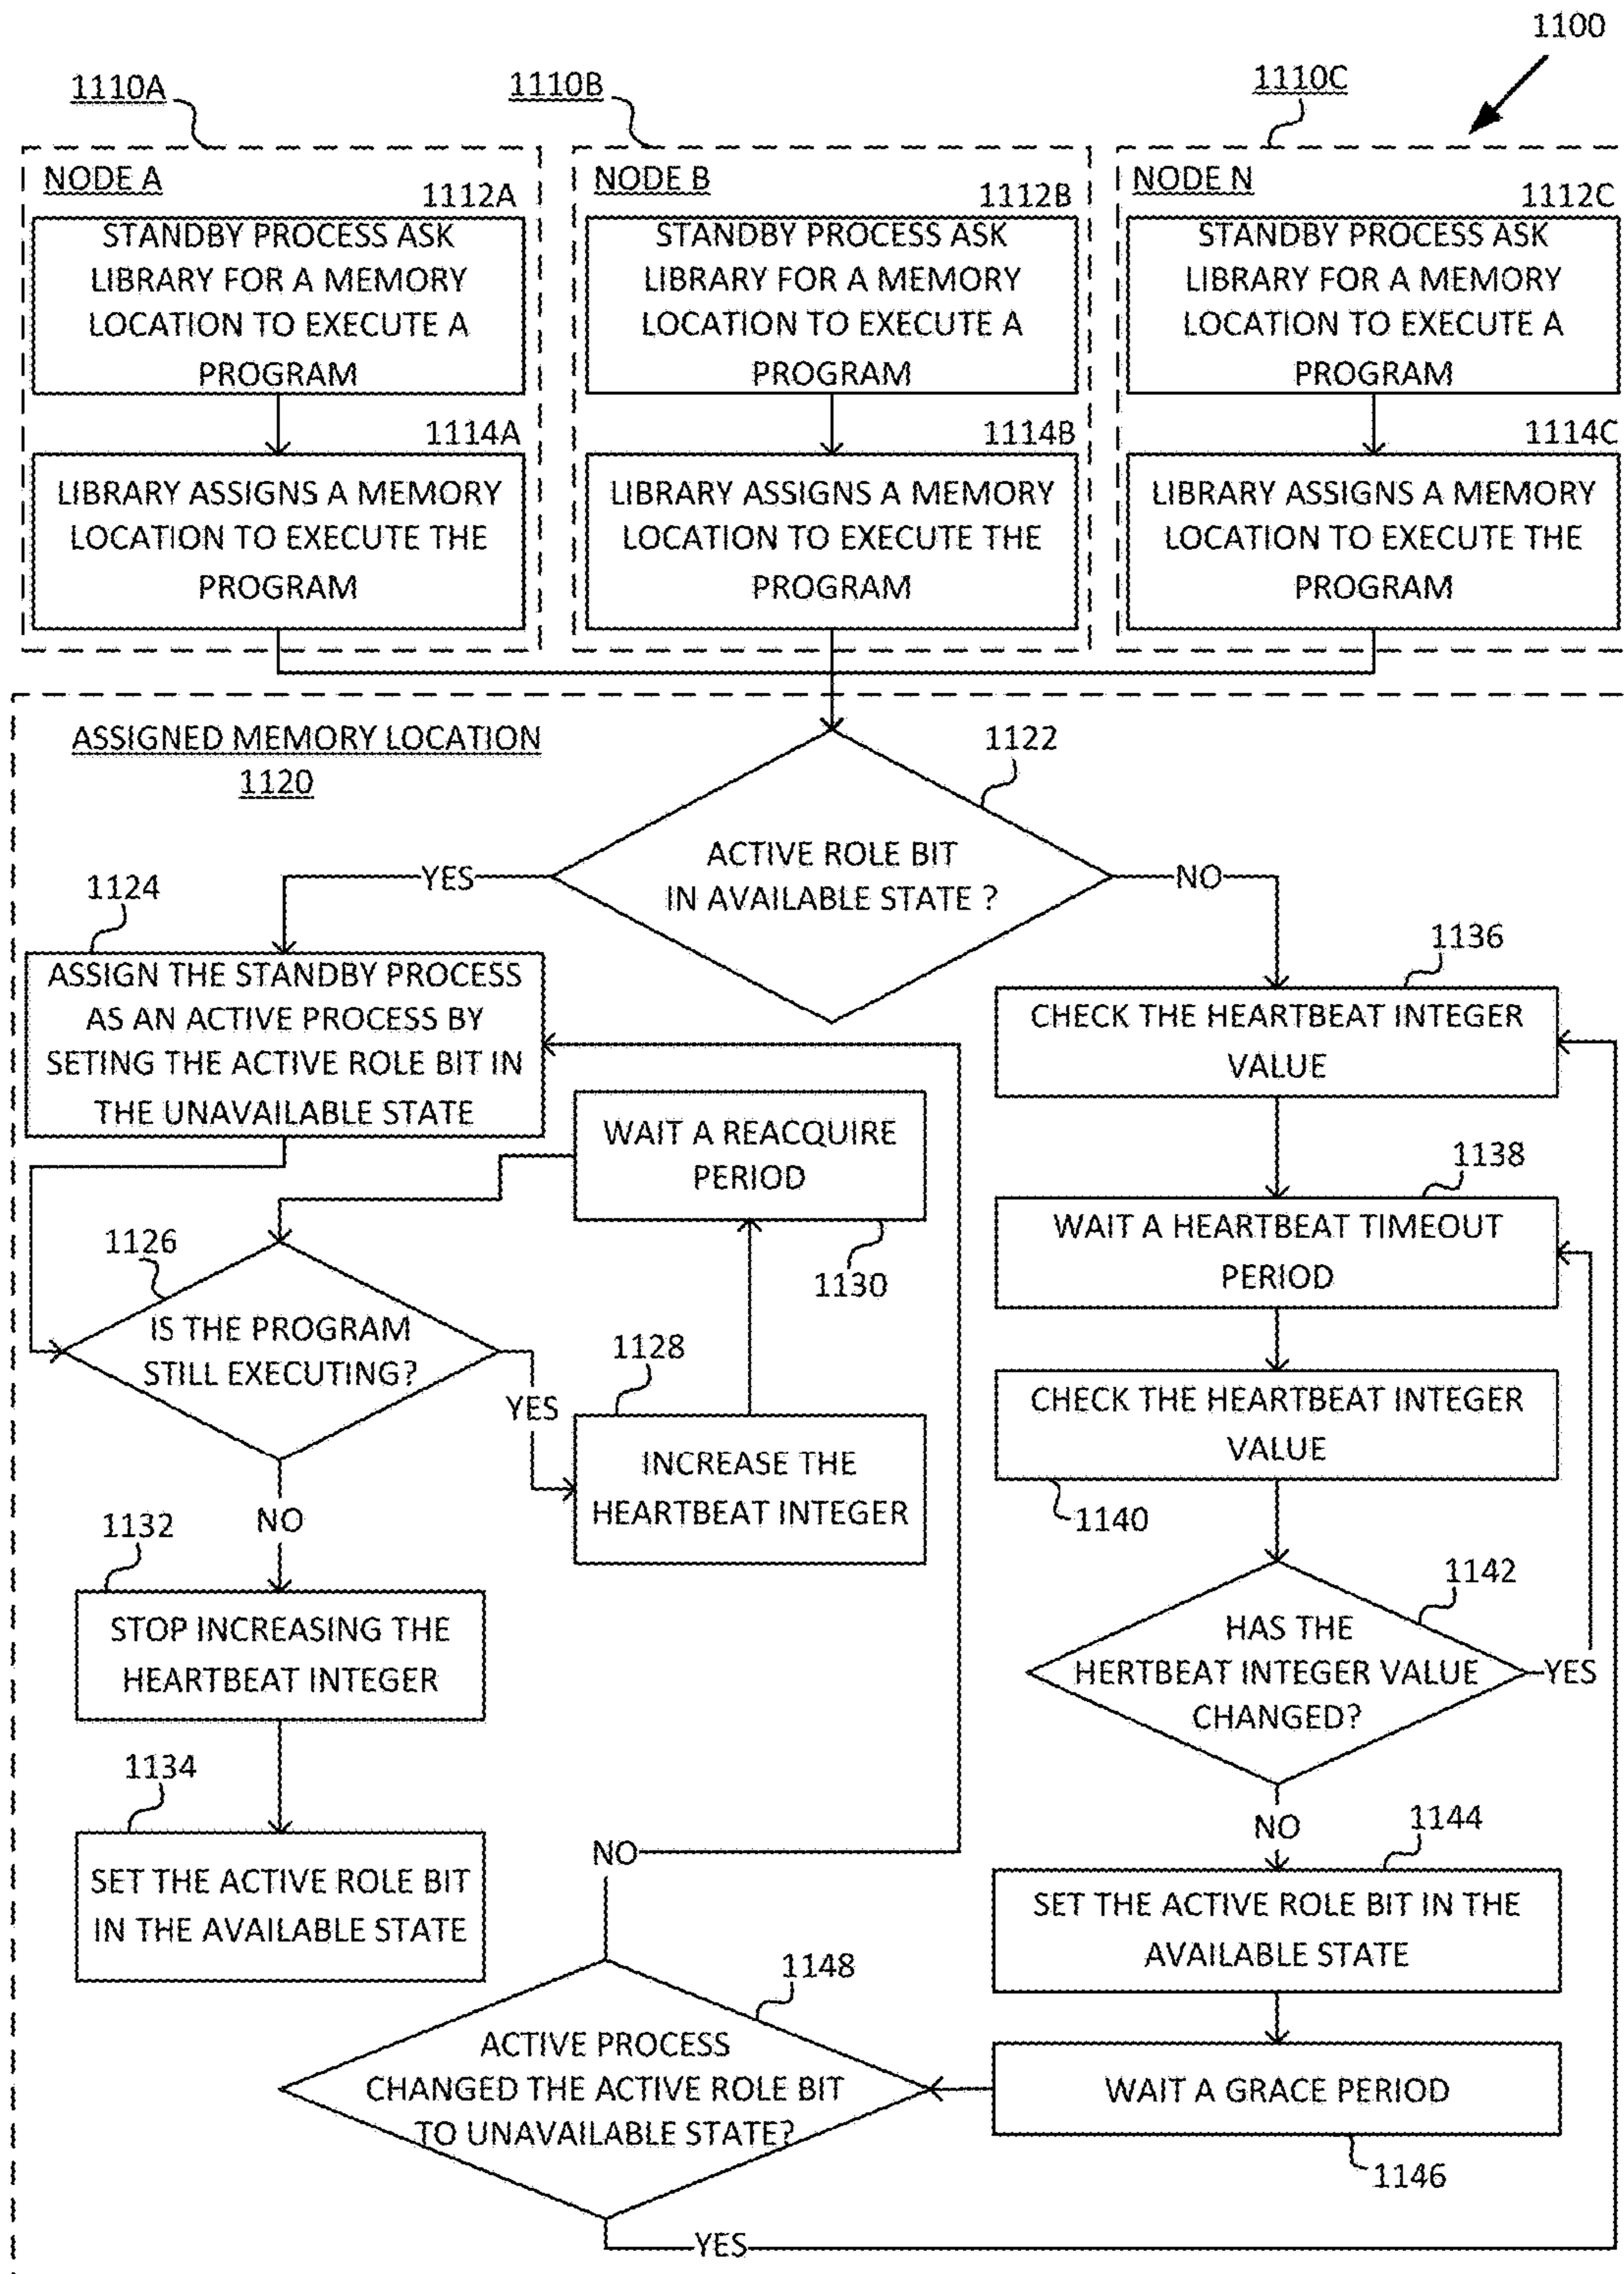 1100
1110A
1110B
1110C
NODE A
1112A
STANDBY PROCESS ASK
LIBRARY FOR A MEMORY
LOCATION TO EXECUTE A
PROGRAM
1114A
LIBRARY ASSIGNS A MEMORY
LOCATION TO EXECUTE THE
PROGRAM
NODE B
1112B
STANDBY PROCESS ASK
LIBRARY FOR A MEMORY
LOCATION TO EXECUTE A
PROGRAM
1114B
LIBRARY ASSIGNS A MEMORY
LOCATION TO EXECUTE THE
PROGRAM
NODE N
1112C
STANDBY PROCESS ASK
LIBRARY FOR A MEMORY
LOCATION TO EXECUTE A
PROGRAM
1114C
LIBRARY ASSIGNS A MEMORY
LOCATION TO EXECUTE THE
PROGRAM
ASSIGNED MEMORY LOCATION
1120
1122
ACTIVE ROLE BIT
IN AVAILABLE STATE ?
YES
NO
1124
ASSIGN THE STANDBY PROCESS
AS AN ACTIVE PROCESS BY
SETING THE ACTIVE ROLE BIT IN
THE UNAVAILABLE STATE
WAIT A REACQUIRE
PERIOD
1130
1126
IS THE PROGRAM
STILL EXECUTING?
YES
1128
INCREASE THE
HEARTBEAT INTEGER
NO
1132
STOP INCREASING THE
HEARTBEAT INTEGER
1134
SET THE ACTIVE ROLE BIT
IN THE AVAILABLE STATE
1136
CHECK THE HEARTBEAT INTEGER
VALUE
1138
WAIT A HEARTBEAT TIMEOUT
PERIOD
CHECK THE HEARTBEAT INTEGER
VALUE
1140
1142
HAS THE
HERTBEAT INTEGER VALUE
CHANGED?
YES
NO
1144
SET THE ACTIVE ROLE BIT IN THE
AVAILABLE STATE
WAIT A GRACE PERIOD
1146
NO
1148
ACTIVE PROCESS
CHANGED THE ACTIVE ROLE BIT
TO UNAVAILABLE STATE?
YES